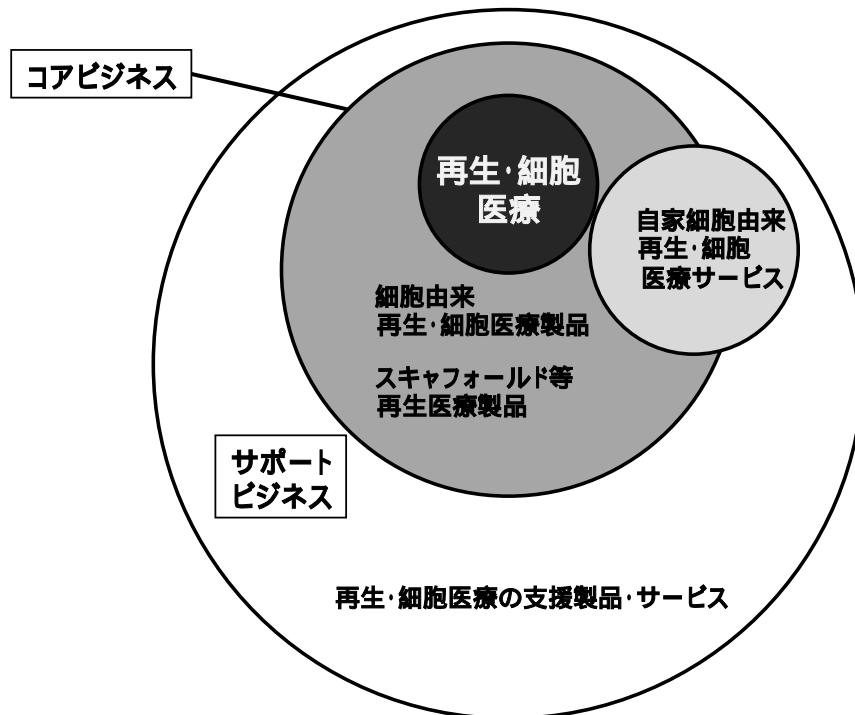 コアビジネス
再生・細胞
医療
自家細胞由来
再生・細胞
医療サービス
細胞由来
再生・細胞医療製品
スキャフォールド等
再生医療製品
サポート
ビジネス
再生・細胞医療の支援製品・サービス